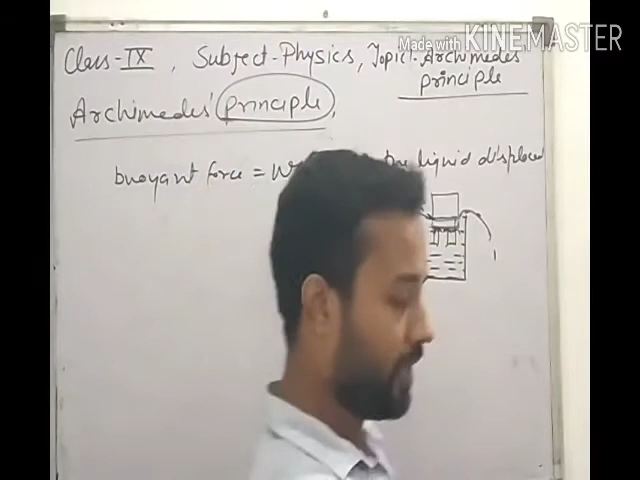 Made with KINEMASTER
Class-IX, Subject-Physics, Topic-Archimedes'
principle
Archimedes' principle,
buoyant force = liquid displaced